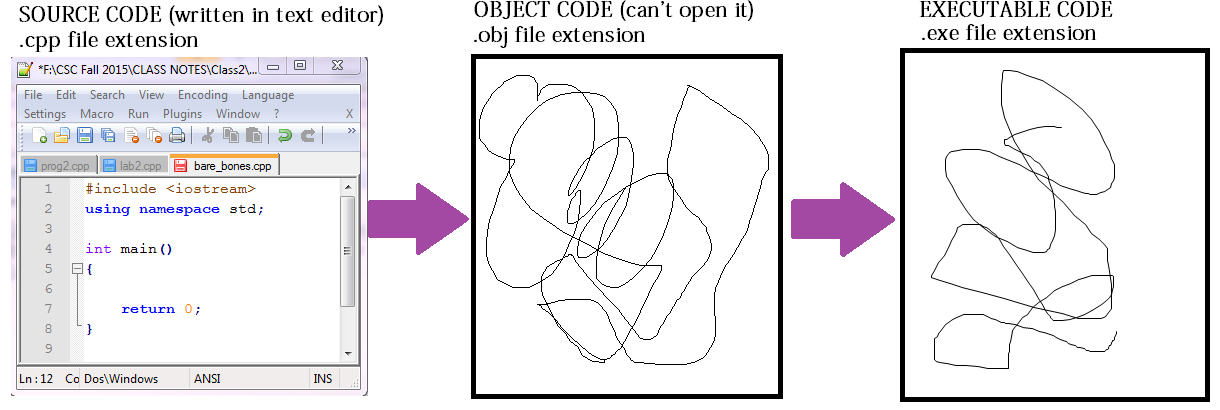 SOURCE CODE (written in text editor)
.cpp file extension
OBJECT CODE (can't open it)
.obj file extension
EXECUTABLE CODE
.exe file extension
*F:\CSC Fall 2015\CLASS NOTES\Class2\...
File Edit Search View Encoding Language
Settings Macro Run Plugins Window ? X
prog2.cpp lab2.cpp bare_bones.cpp
1 #include <iostream>
2 using namespace std;
3
4 int main()
5 {
6
7 return 0;
8 }
9
Ln : 12 Co Dos\Windows ANSI INS